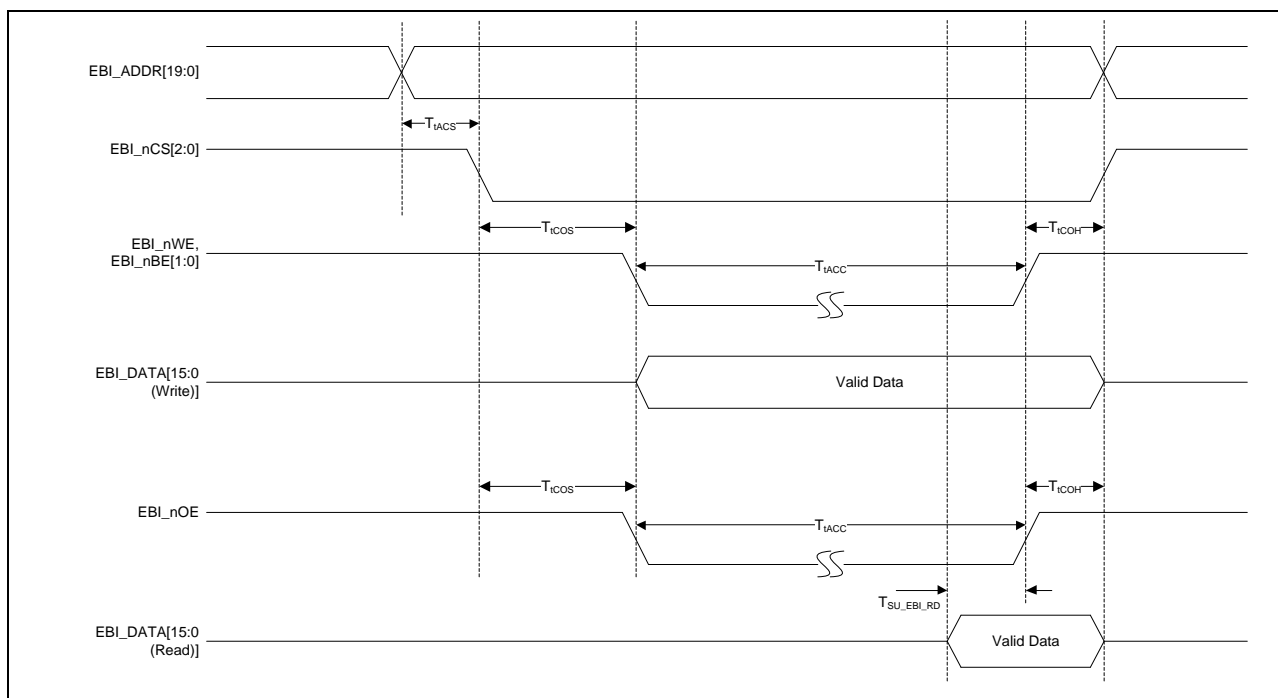 EBI_ADDR[19:0]
TtACS
EBI_nCS[2:0]
TtCOS
TtCOH
EBI_nWE,
EBI_nBE[1:0]
TtACC
EBI_DATA[15:0
(Write)]
Valid Data
TtCOS
TtCOH
EBI_nOE
TtACC
TSU_EBI_RD
EBI_DATA[15:0
(Read)]
Valid Data